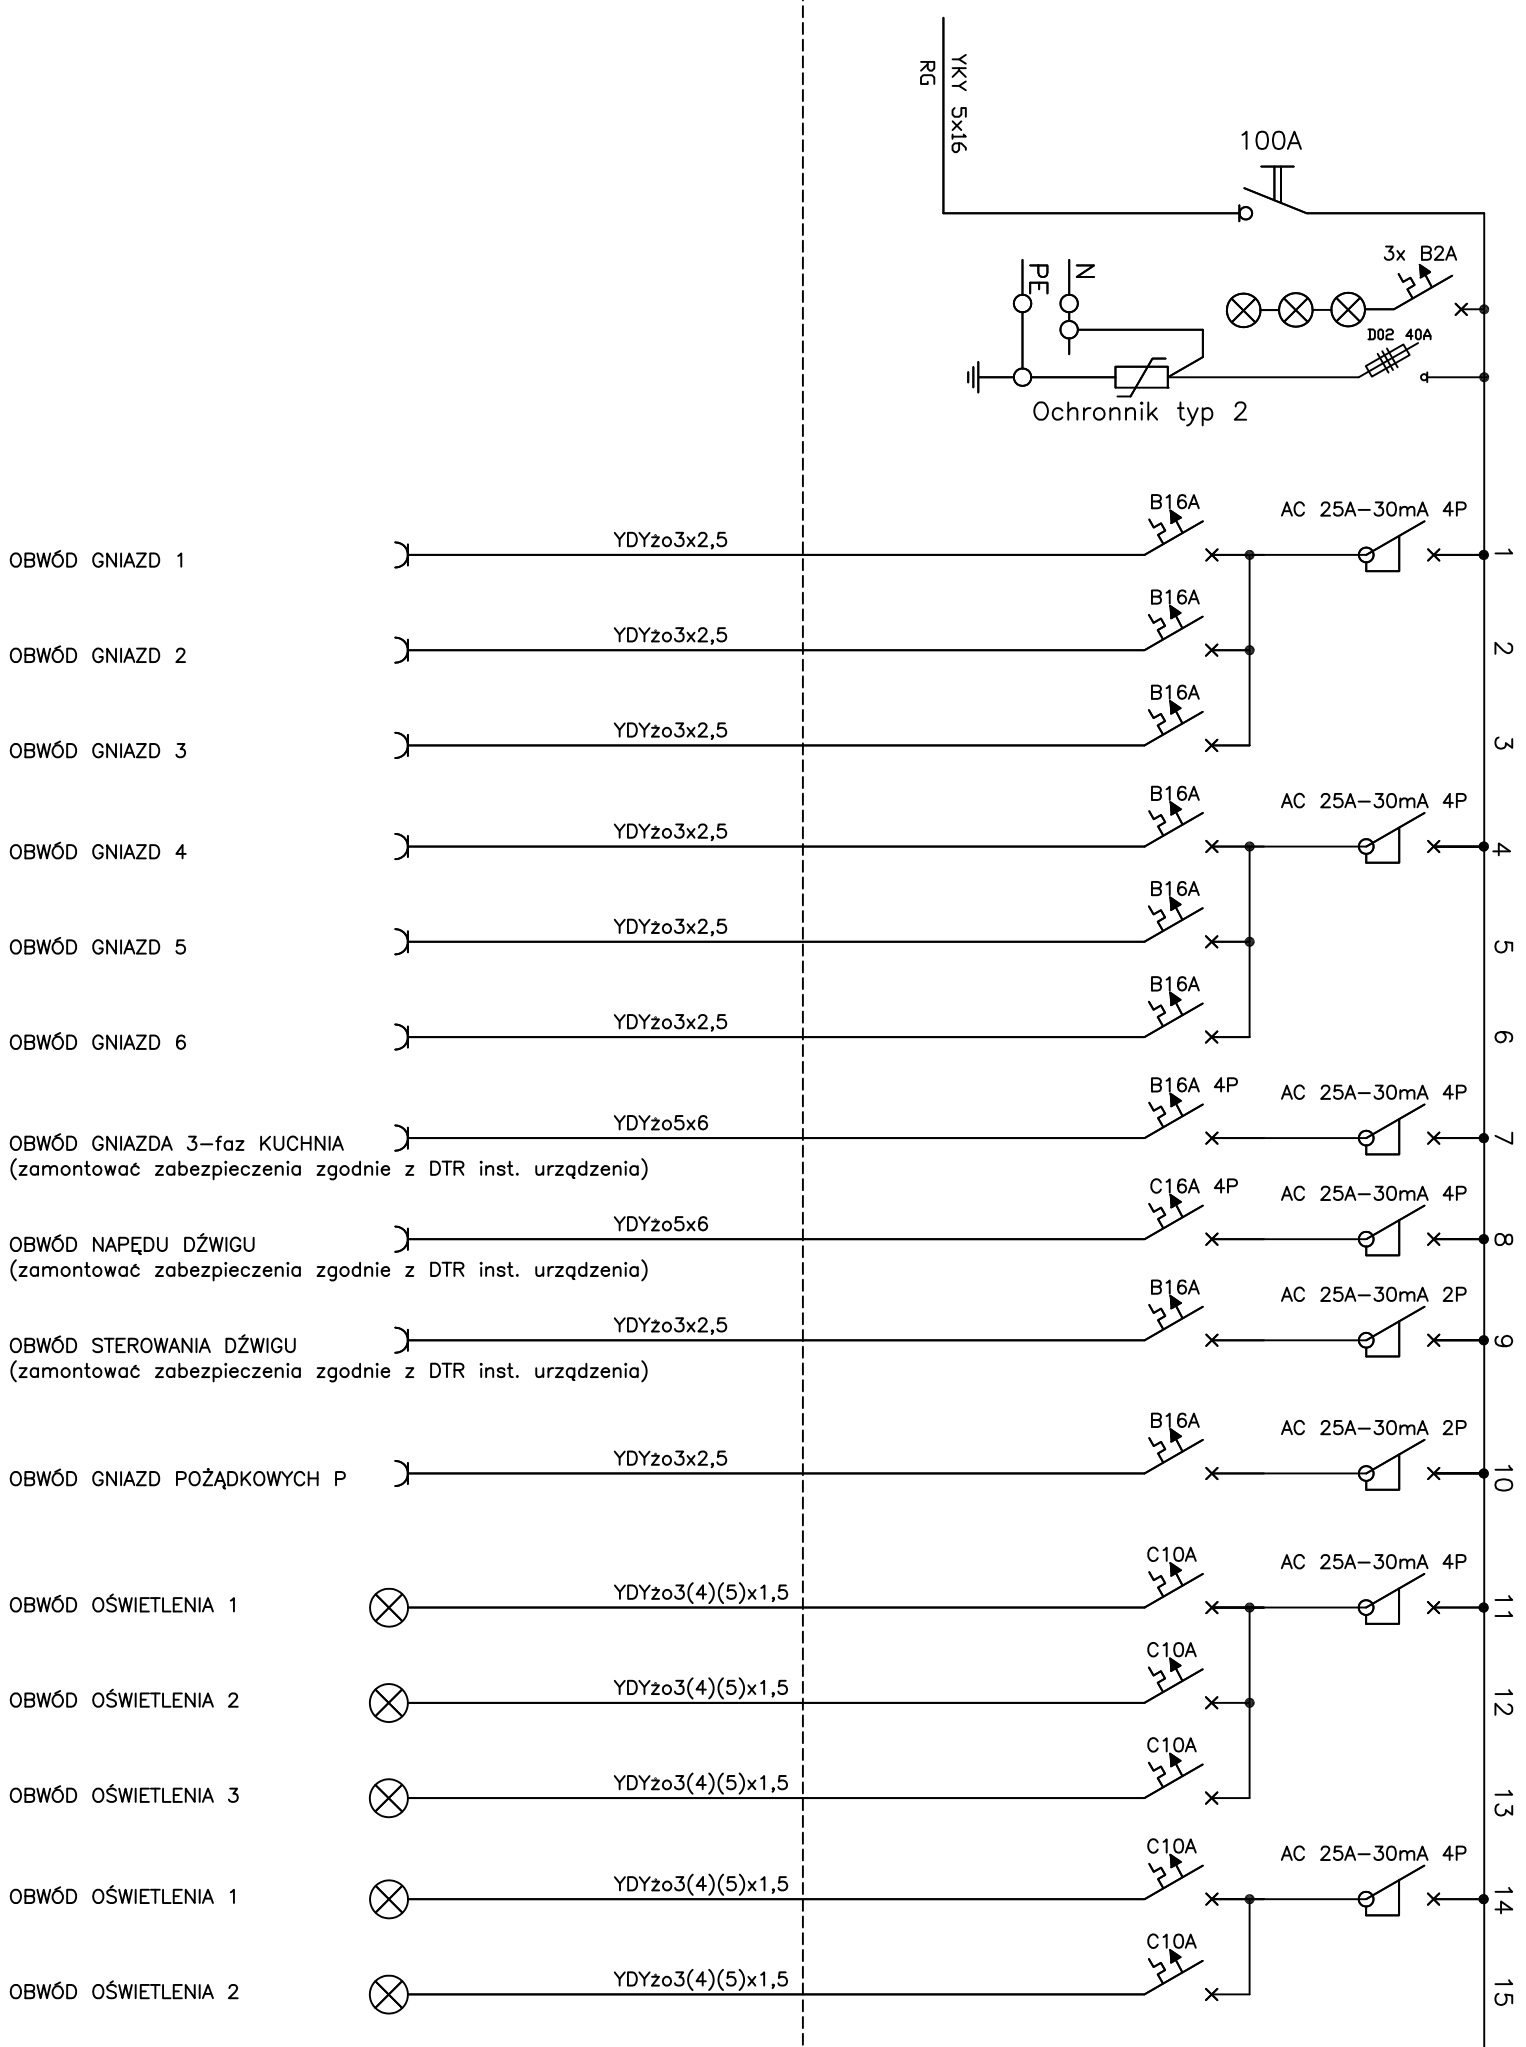 YKY 5x16
RG
100A
3x B2A
N
PE
D02 40A
Ochronnik typ 2
B16A
AC 25A-30mA 4P
YDYżo3x2,5
OBWÓD GNIAZD 1
1
B16A
YDYżo3x2,5
OBWÓD GNIAZD 2
2
B16A
YDYżo3x2,5
OBWÓD GNIAZD 3
3
B16A
AC 25A-30mA 4P
YDYżo3x2,5
OBWÓD GNIAZD 4
4
B16A
YDYżo3x2,5
OBWÓD GNIAZD 5
5
B16A
YDYżo3x2,5
OBWÓD GNIAZD 6
6
B16A 4P
AC 25A-30mA 4P
YDYżo5x6
OBWÓD GNIAZDA 3-faz KUCHNIA
7
(zamontować zabezpieczenia zgodnie z DTR inst. urządzenia)
C16A 4P
AC 25A-30mA 4P
YDYżo5x6
OBWÓD NAPĘDU DŹWIGU
8
(zamontować zabezpieczenia zgodnie z DTR inst. urządzenia)
B16A
AC 25A-30mA 2P
YDYżo3x2,5
OBWÓD STEROWANIA DŹWIGU
9
(zamontować zabezpieczenia zgodnie z DTR inst. urządzenia)
B16A
AC 25A-30mA 2P
YDYżo3x2,5
OBWÓD GNIAZD POŻĄDKOWYCH P
10
C10A
AC 25A-30mA 4P
YDYżo3(4)(5)x1,5
OBWÓD OŚWIETLENIA 1
11
C10A
YDYżo3(4)(5)x1,5
OBWÓD OŚWIETLENIA 2
12
C10A
YDYżo3(4)(5)x1,5
OBWÓD OŚWIETLENIA 3
13
C10A
AC 25A-30mA 4P
YDYżo3(4)(5)x1,5
OBWÓD OŚWIETLENIA 1
14
C10A
YDYżo3(4)(5)x1,5
OBWÓD OŚWIETLENIA 2
15